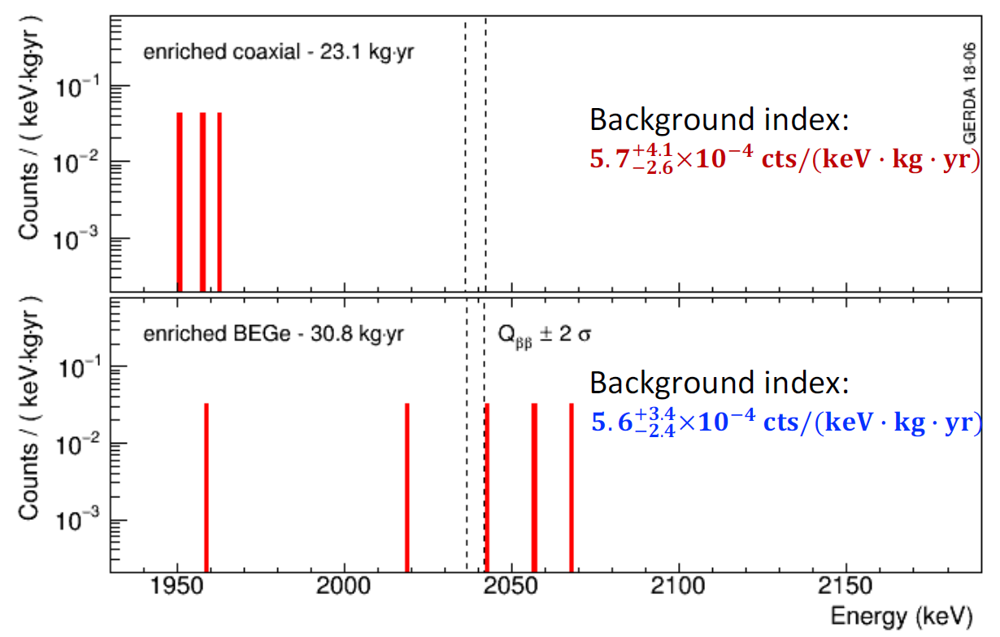 enriched coaxial - 23.1 kg·yr
GERDA 18-06
Counts / ( keV·kg·yr )
10⁻¹
10⁻²
10⁻³
Background index:
5.7 +4.1 −2.6 ×10⁻⁴ cts/(keV · kg · yr)
enriched BEGe - 30.8 kg·yr
Qββ ± 2 σ
Counts / ( keV·kg·yr )
10⁻¹
10⁻²
10⁻³
Background index:
5.6 +3.4 −2.4 ×10⁻⁴ cts/(keV · kg · yr)
1950 2000 2050 2100 2150
Energy (keV)